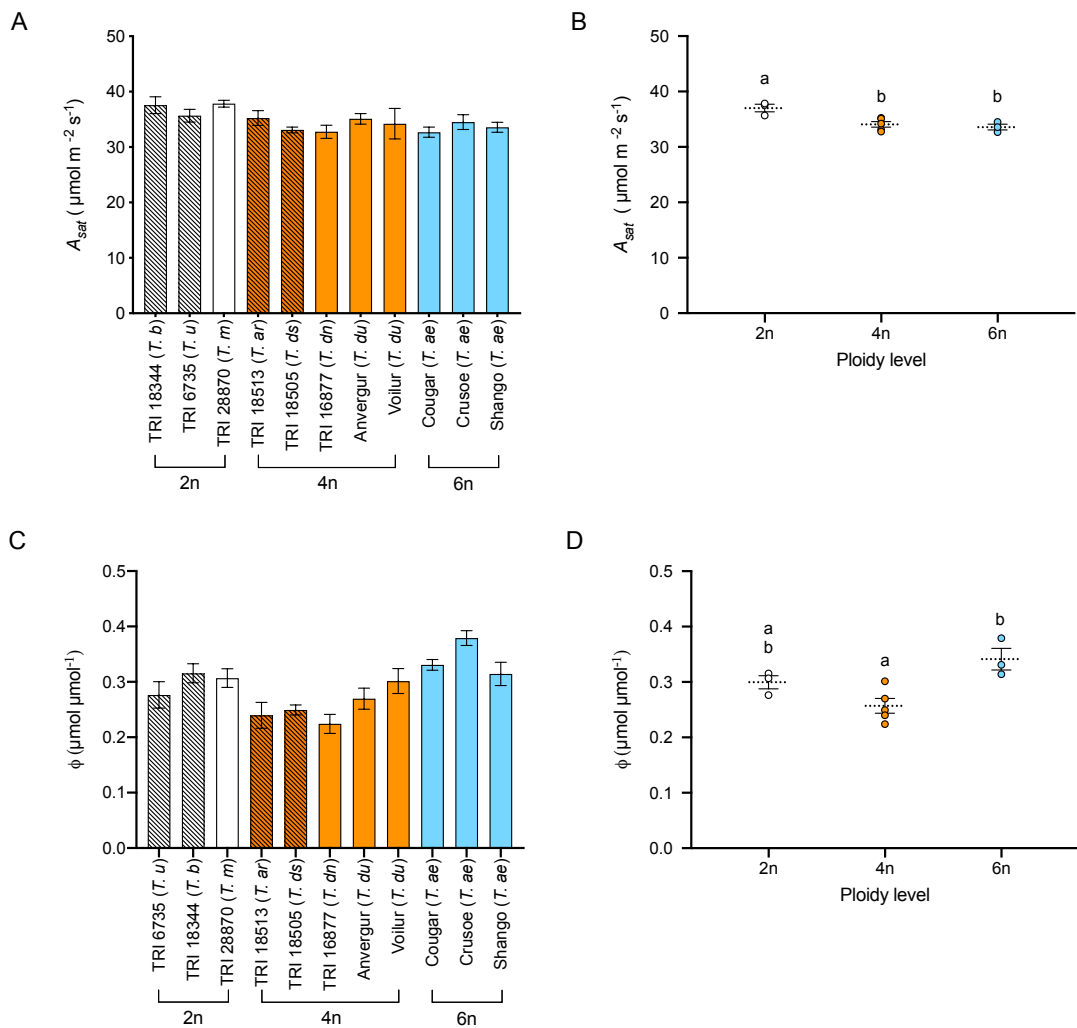 A
A_sat ( µmol m⁻² s⁻¹)
50
40
30
20
10
0
TRI 18344 (T. b)
TRI 6735 (T. u)
TRI 28870 (T. m)
TRI 18513 (T. ar)
TRI 18505 (T. ds)
TRI 16877 (T. dn)
Anvergur (T. du)
Voilur (T. du)
Cougar (T. ae)
Crusoe (T. ae)
Shango (T. ae)
2n 4n 6n
B
A_sat ( µmol m⁻² s⁻¹)
50
40
30
20
10
0
a b b
2n 4n 6n
Ploidy level
C
ϕ (µmol µmol⁻¹)
0.5
0.4
0.3
0.2
0.1
0.0
TRI 6735 (T. u)
TRI 18344 (T. b)
TRI 28870 (T. m)
TRI 18513 (T. ar)
TRI 18505 (T. ds)
TRI 16877 (T. dn)
Anvergur (T. du)
Voilur (T. du)
Cougar (T. ae)
Crusoe (T. ae)
Shango (T. ae)
2n 4n 6n
D
ϕ (µmol µmol⁻¹)
0.5
0.4
0.3
0.2
0.1
0.0
a
b
a
b
2n 4n 6n
Ploidy level